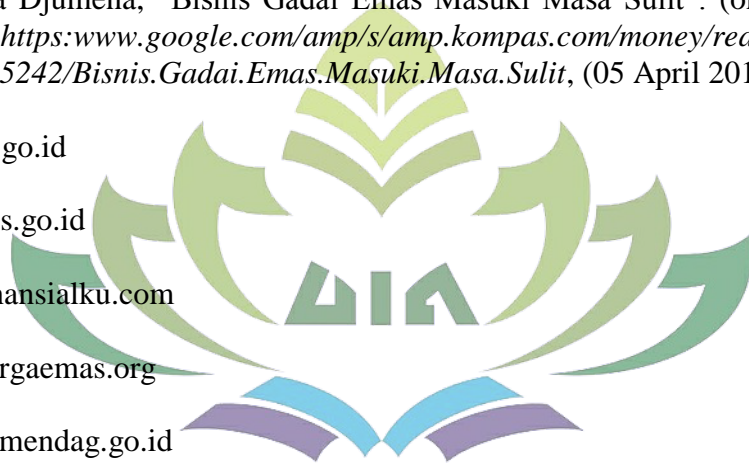 a Djumena, "Bisnis Gadai Emas Masuki Masa Sulit". (on
https:www.google.com/amp/s/amp.kompas.com/money/rea
5242/Bisnis.Gadai.Emas.Masuki.Masa.Sulit, (05 April 201
go.id
s.go.id
nansialku.com
rgaemas.org
mendag.go.id